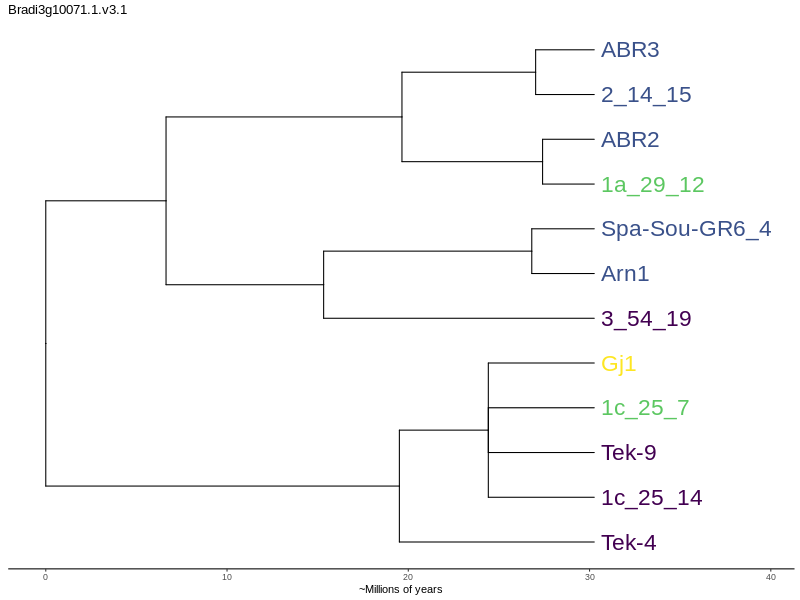 Bradi3g10071.1.v3.1
ABR3
2_14_15
ABR2
1a_29_12
Spa-Sou-GR6_4
Arn1
3_54_19
Gj1
1c_25_7
Tek-9
1c_25_14
Tek-4
0 10 20 30 40
~Millions of years